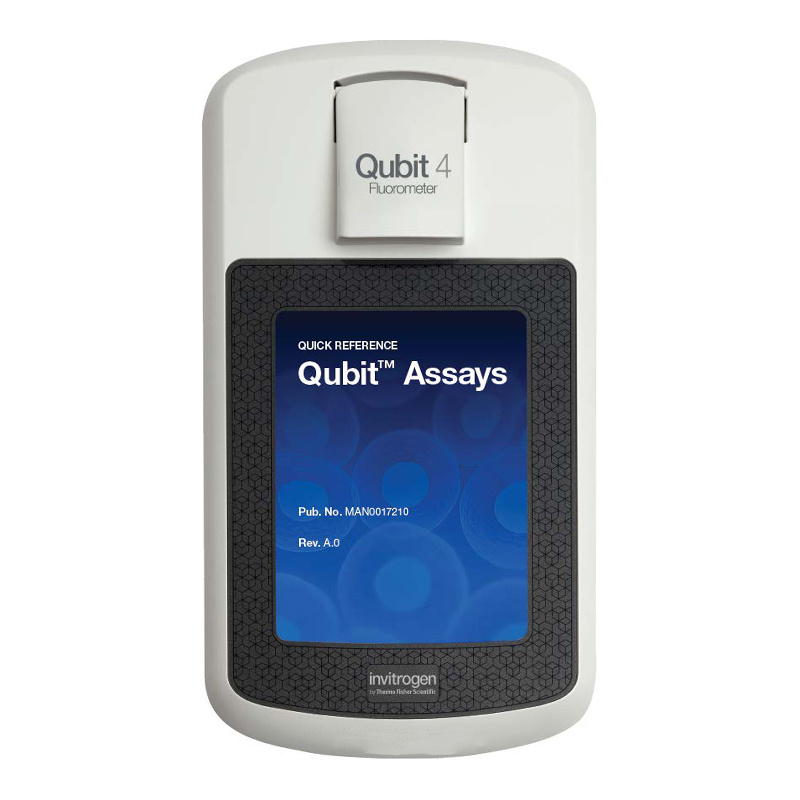 Qubit 4
Fluorometer
QUICK REFERENCE
Qubit™ Assays
Pub. No. MAN0017210
Rev. A.0
invitrogen
by Thermo Fisher Scientific